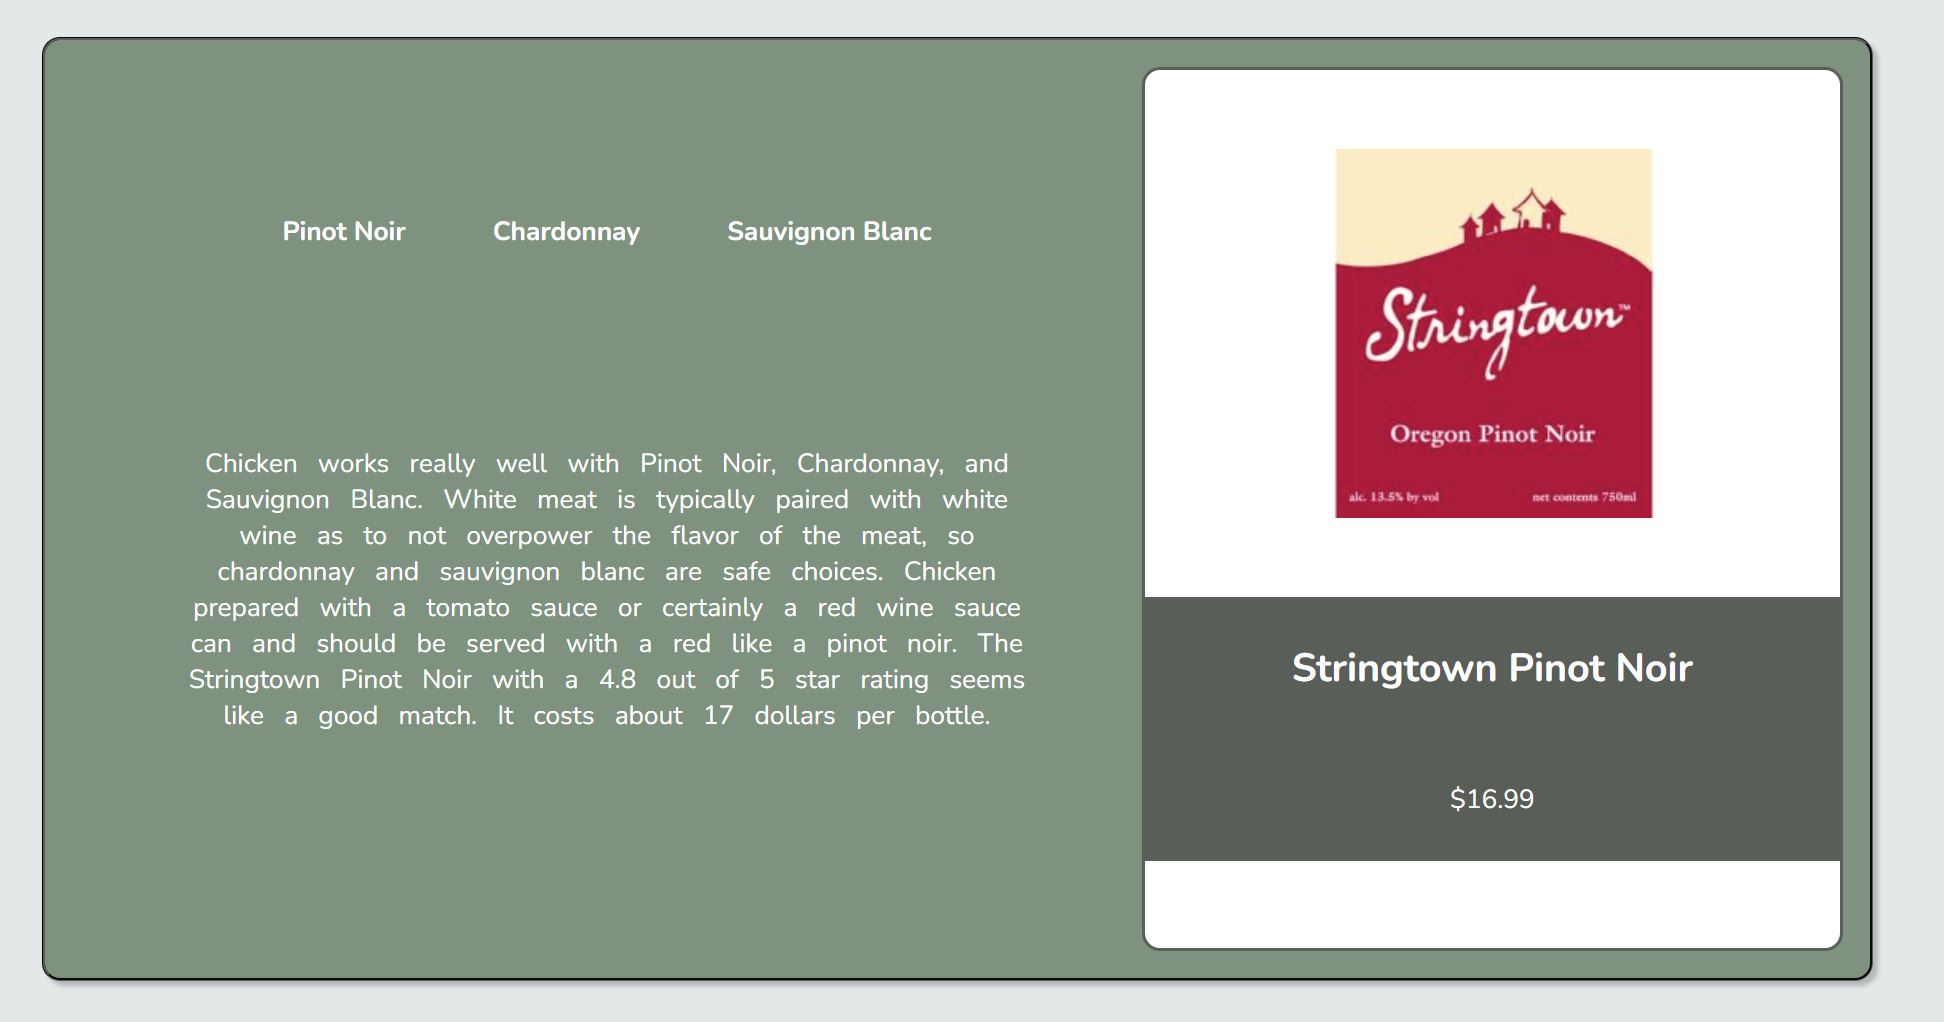 Pinot Noir Chardonnay Sauvignon Blanc
Chicken works really well with Pinot Noir, Chardonnay, and
Sauvignon Blanc. White meat is typically paired with white
wine as to not overpower the flavor of the meat, so
chardonnay and sauvignon blanc are safe choices. Chicken
prepared with a tomato sauce or certainly a red wine sauce
can and should be served with a red like a pinot noir. The
Stringtown Pinot Noir with a 4.8 out of 5 star rating seems
like a good match. It costs about 17 dollars per bottle.
Stringtown™
Oregon Pinot Noir
alc. 13.5% by vol net contents 750ml
Stringtown Pinot Noir
$16.99